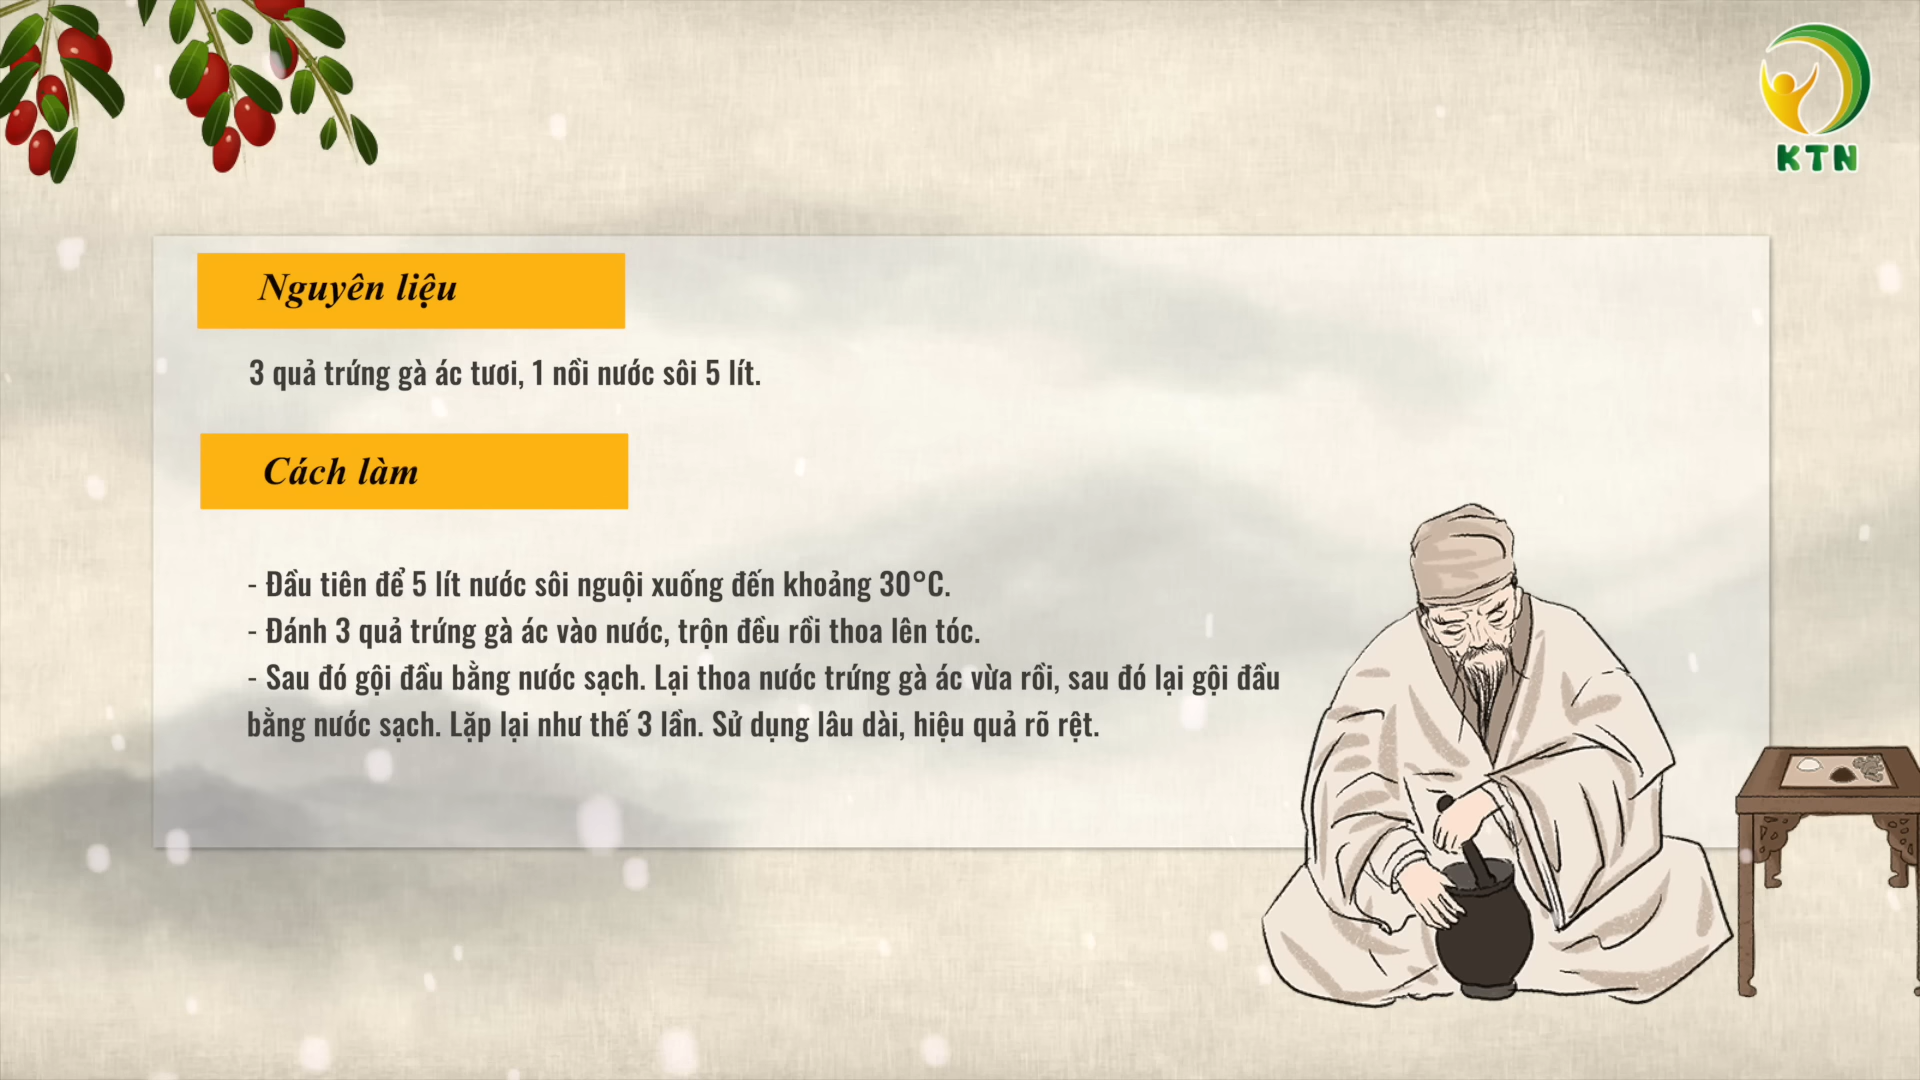 KTN
Nguyên liệu
3 quả trứng gà ác tươi, 1 nồi nước sôi 5 lít.
Cách làm
- Đầu tiên để 5 lít nước sôi nguội xuống đến khoảng 30°C.
- Đánh 3 quả trứng gà ác vào nước, trộn đều rồi thoa lên tóc.
- Sau đó gội đầu bằng nước sạch. Lại thoa nước trứng gà ác vừa rồi, sau đó lại gội đầu
bằng nước sạch. Lặp lại như thế 3 lần. Sử dụng lâu dài, hiệu quả rõ rệt.